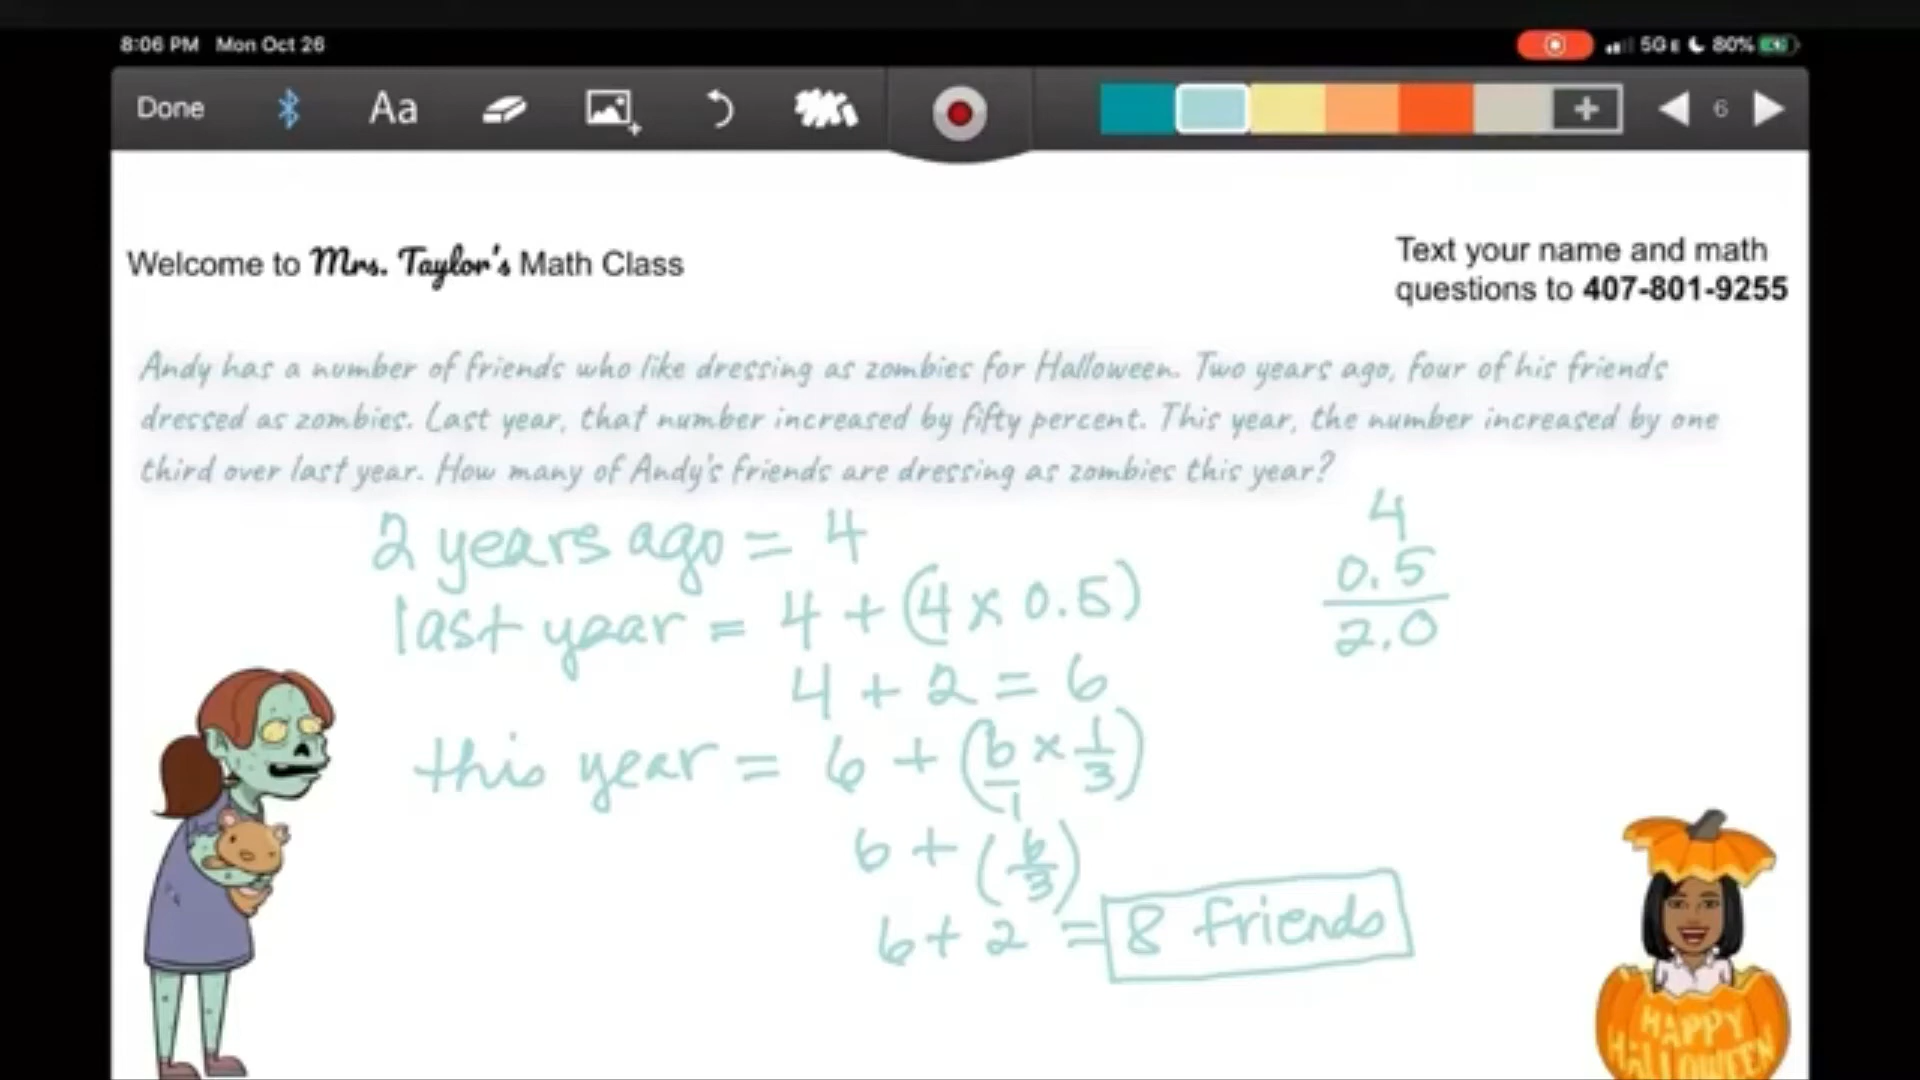 8:06 PM Mon Oct 26
5G E 80%
Done Aa + 6
Welcome to Mrs. Taylor's Math Class
Text your name and math
questions to 407-801-9255
Andy has a number of friends who like dressing as zombies for Halloween. Two years ago, four of his friends
dressed as zombies. Last year, that number increased by fifty percent. This year, the number increased by one
third over last year. How many of Andy's friends are dressing as zombies this year?
2 years ago = 4
last year = 4 + (4 x 0.5)
4 + 2 = 6
this year = 6 + (6/1 x 1/3)
6 + (6/3)
6 + 2 = 8 friends
4
0.5
2.0
HAPPY
HALLOWEEN